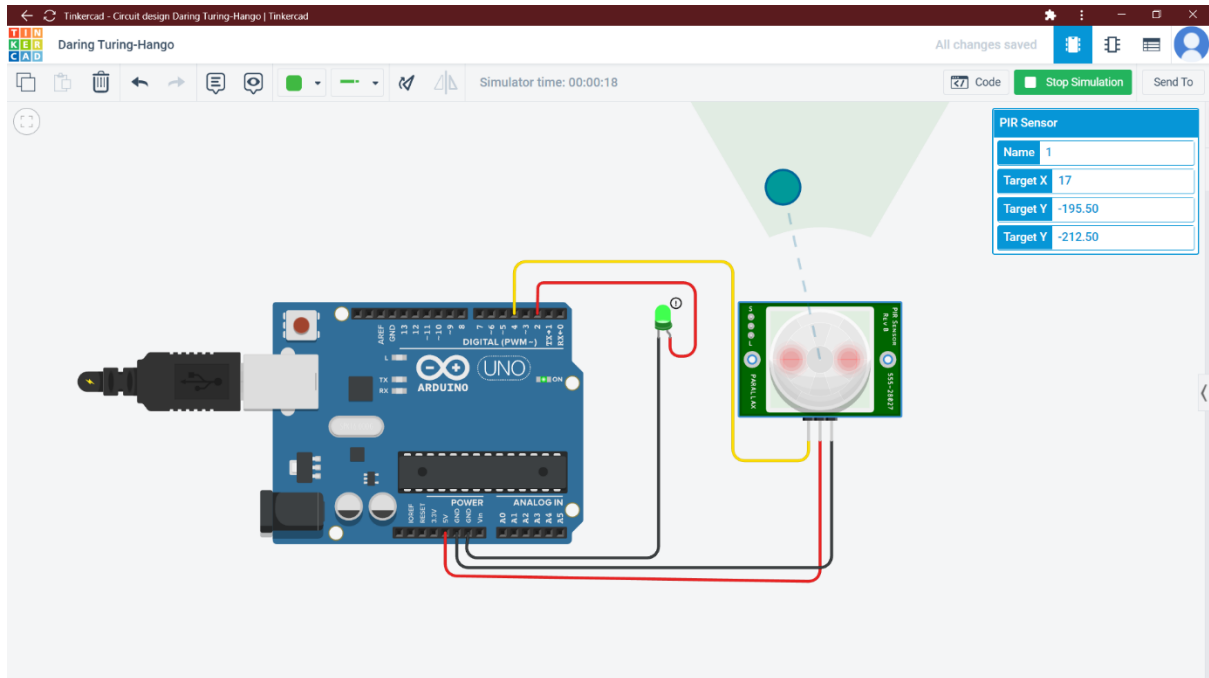 Tinkercad - Circuit design Daring Turing-Hango | Tinkercad
TIN
KER
CAD
Daring Turing-Hango
All changes saved
Simulator time: 00:00:18
Code
Stop Simulation
Send To
PIR Sensor
Name 1
Target X 17
Target Y -195.50
Target Y -212.50
AREF
GND
13
12
~11
~10
~9
8
7
~6
~5
4
~3
2
TX→1
RX←0
DIGITAL (PWM~)
L
TX
RX
ARDUINO
UNO
ON
POWER
ANALOG IN
IOREF
RESET
3.3V
5V
GND
GND
Vin
A0
A1
A2
A3
A4
A5
S
L
PARALLAX
PIR SENSOR
REV B
555-28027